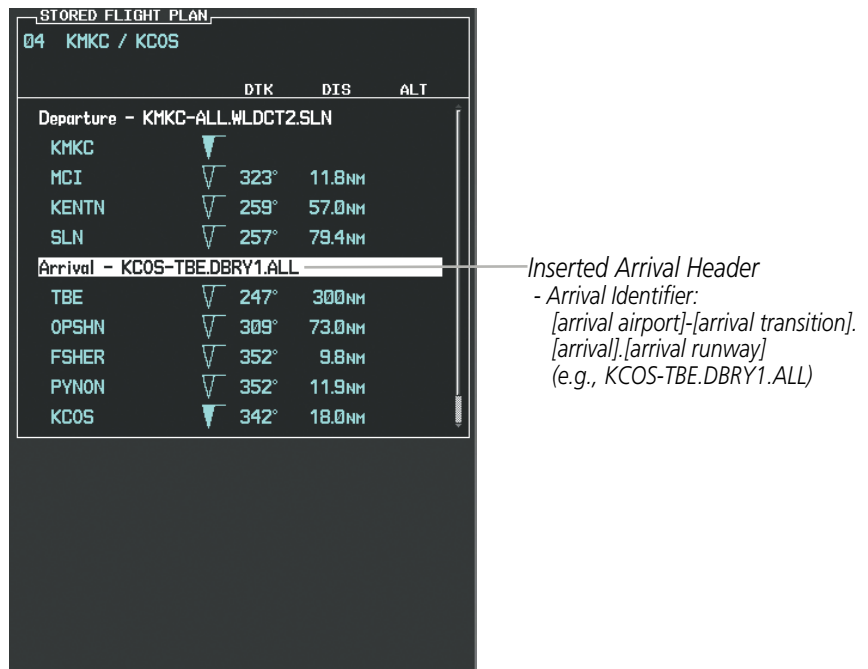 STORED FLIGHT PLAN
04 KMKC / KCOS
DTK DIS ALT
Departure - KMKC-ALL.WLDCT2.SLN
KMKC
MCI 323° 11.8NM
KENTN 259° 57.0NM
SLN 257° 79.4NM
Arrival - KCOS-TBE.DBRY1.ALL
TBE 247° 300NM
OPSHN 309° 73.0NM
FSHER 352° 9.8NM
PYNON 352° 11.9NM
KCOS 342° 18.0NM
Inserted Arrival Header
- Arrival Identifier:
[arrival airport]-[arrival transition].
[arrival].[arrival runway]
(e.g., KCOS-TBE.DBRY1.ALL)